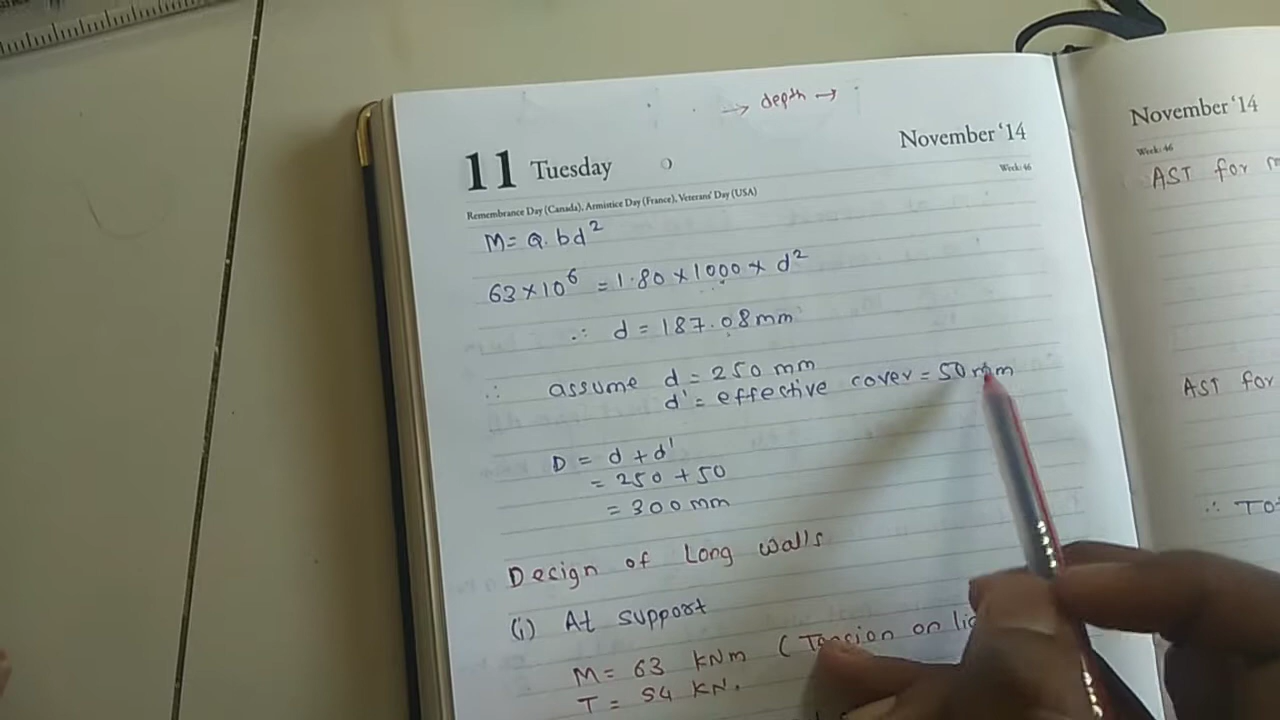 → depth →
November '14
11 Tuesday
Week: 46
Remembrance Day (Canada), Armistice Day (France), Veterans' Day (USA)
M = Q. bd²
63 × 10⁶ = 1.80 × 1000 × d²
∴ d = 187.08 mm
∴ assume d = 250 mm
d' = effective cover = 50 mm
D = d + d'
= 250 + 50
= 300 mm
Design of Long walls
(i) At support
M = 63 KNm (Tension on
T = 54 KN.
November '14
Week: 46
AST for
AST for
∴